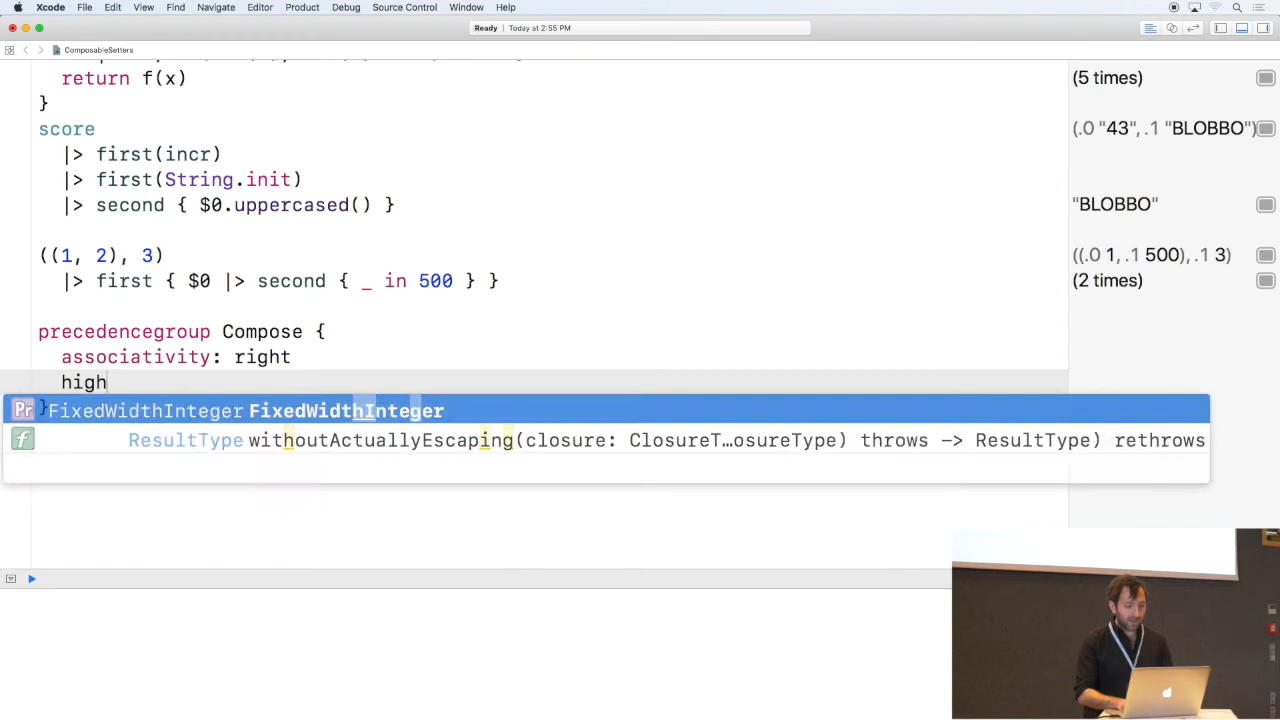 Xcode File Edit View Find Navigate Editor Product Debug Source Control Window Help
Ready Today at 2:55 PM
ComposableSetters
return f(x) (5 times)
}
score (.0 "43", .1 "BLOBBO")
|> first(incr)
|> first(String.init)
|> second { $0.uppercased() } "BLOBBO"
((1, 2), 3) ((.0 1, .1 500), .1 3)
|> first { $0 |> second { _ in 500 } } (2 times)
precedencegroup Compose {
associativity: right
high
}
Pr FixedWidthInteger FixedWidthInteger
f ResultType withoutActuallyEscaping(closure: ClosureT…osureType) throws -> ResultType) rethrows